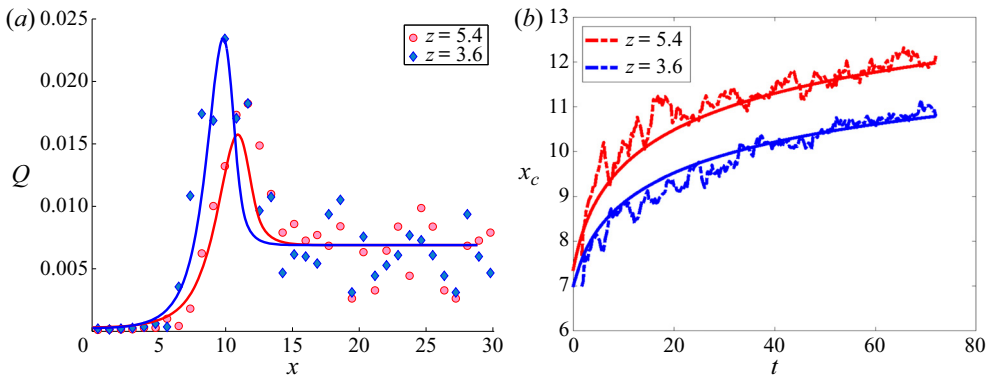 (a)
0.025
0.020
0.015
0.010
0.005
Q
0 5 10 15 20 25 30
x
z = 5.4
z = 3.6
(b)
13
12
11
10
9
8
7
6
x_c
0 20 40 60 80
t
z = 5.4
z = 3.6